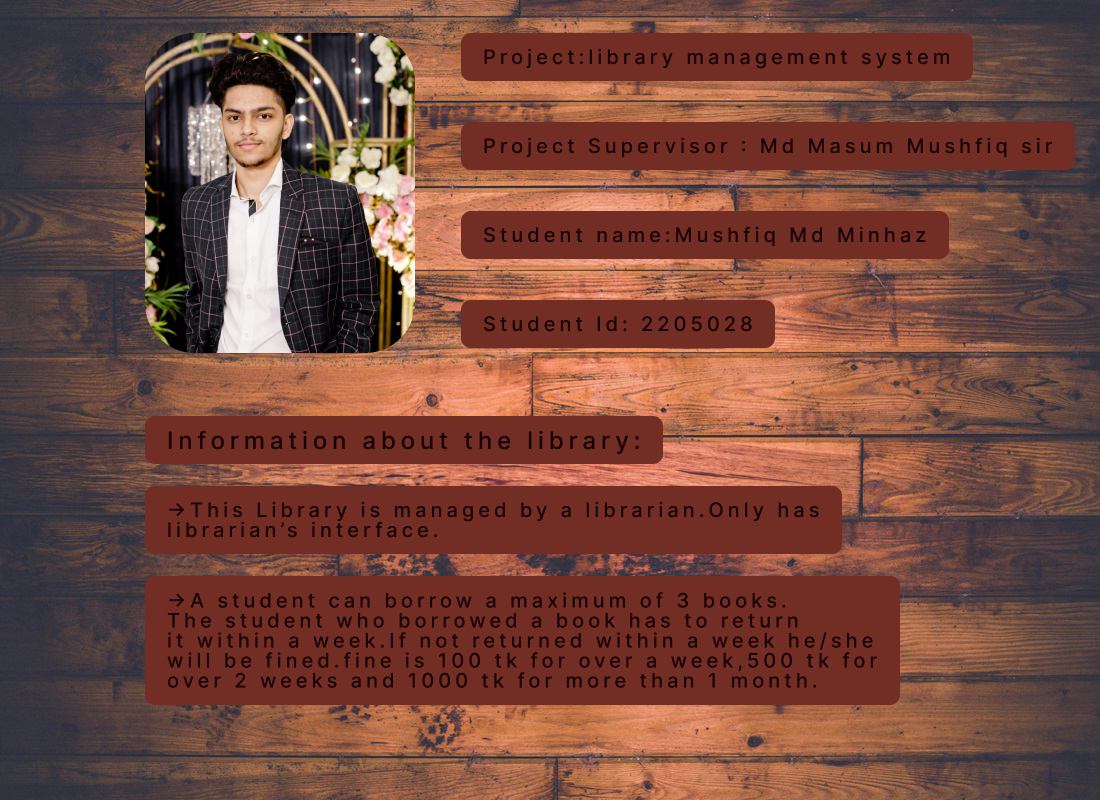 Project:library management system
Project Supervisor : Md Masum Mushfiq sir
Student name:Mushfiq Md Minhaz
Student Id: 2205028
Information about the library:
→This Library is managed by a librarian.Only has
librarian’s interface.
→A student can borrow a maximum of 3 books.
The student who borrowed a book has to return
it within a week.If not returned within a week he/she
will be fined.fine is 100 tk for over a week,500 tk for
over 2 weeks and 1000 tk for more than 1 month.